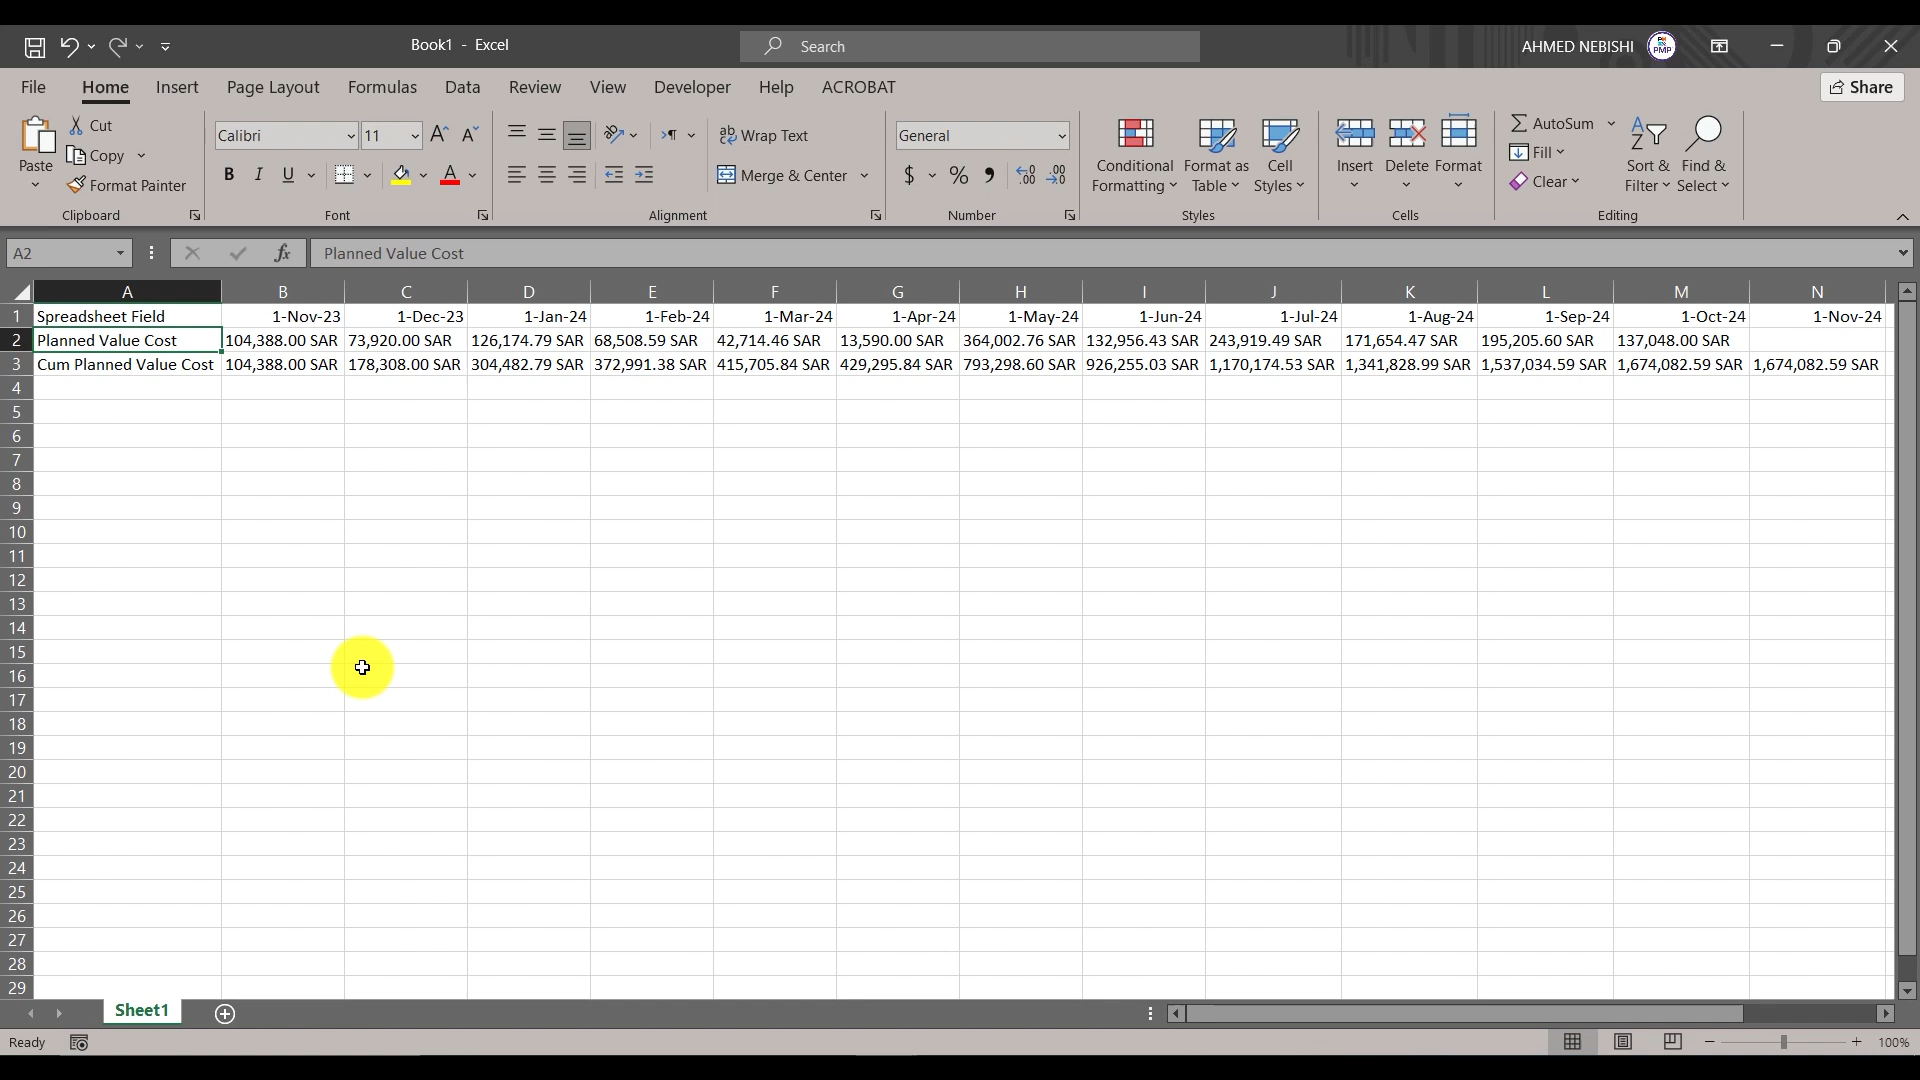 Book1 - Excel
Search
AHMED NEBISHI
PMP
File Home Insert Page Layout Formulas Data Review View Developer Help ACROBAT
Share
Paste
Cut
Copy
Format Painter
Clipboard
Calibri 11
B I U
Font
Wrap Text
Merge & Center
Alignment
General
$ % ,
Number
Conditional Formatting
Format as Table
Cell Styles
Styles
Insert Delete Format
Cells
AutoSum
Fill
Clear
Sort & Filter
Find & Select
Editing
A2 fx Planned Value Cost
A B C D E F G H I J K L M N
1 Spreadsheet Field 1-Nov-23 1-Dec-23 1-Jan-24 1-Feb-24 1-Mar-24 1-Apr-24 1-May-24 1-Jun-24 1-Jul-24 1-Aug-24 1-Sep-24 1-Oct-24 1-Nov-24
2 Planned Value Cost 104,388.00 SAR 73,920.00 SAR 126,174.79 SAR 68,508.59 SAR 42,714.46 SAR 13,590.00 SAR 364,002.76 SAR 132,956.43 SAR 243,919.49 SAR 171,654.47 SAR 195,205.60 SAR 137,048.00 SAR
3 Cum Planned Value Cost 104,388.00 SAR 178,308.00 SAR 304,482.79 SAR 372,991.38 SAR 415,705.84 SAR 429,295.84 SAR 793,298.60 SAR 926,255.03 SAR 1,170,174.53 SAR 1,341,828.99 SAR 1,537,034.59 SAR 1,674,082.59 SAR 1,674,082.59 SAR
4
5
6
7
8
9
10
11
12
13
14
15
16
17
18
19
20
21
22
23
24
25
26
27
28
29
Sheet1
Ready
100%